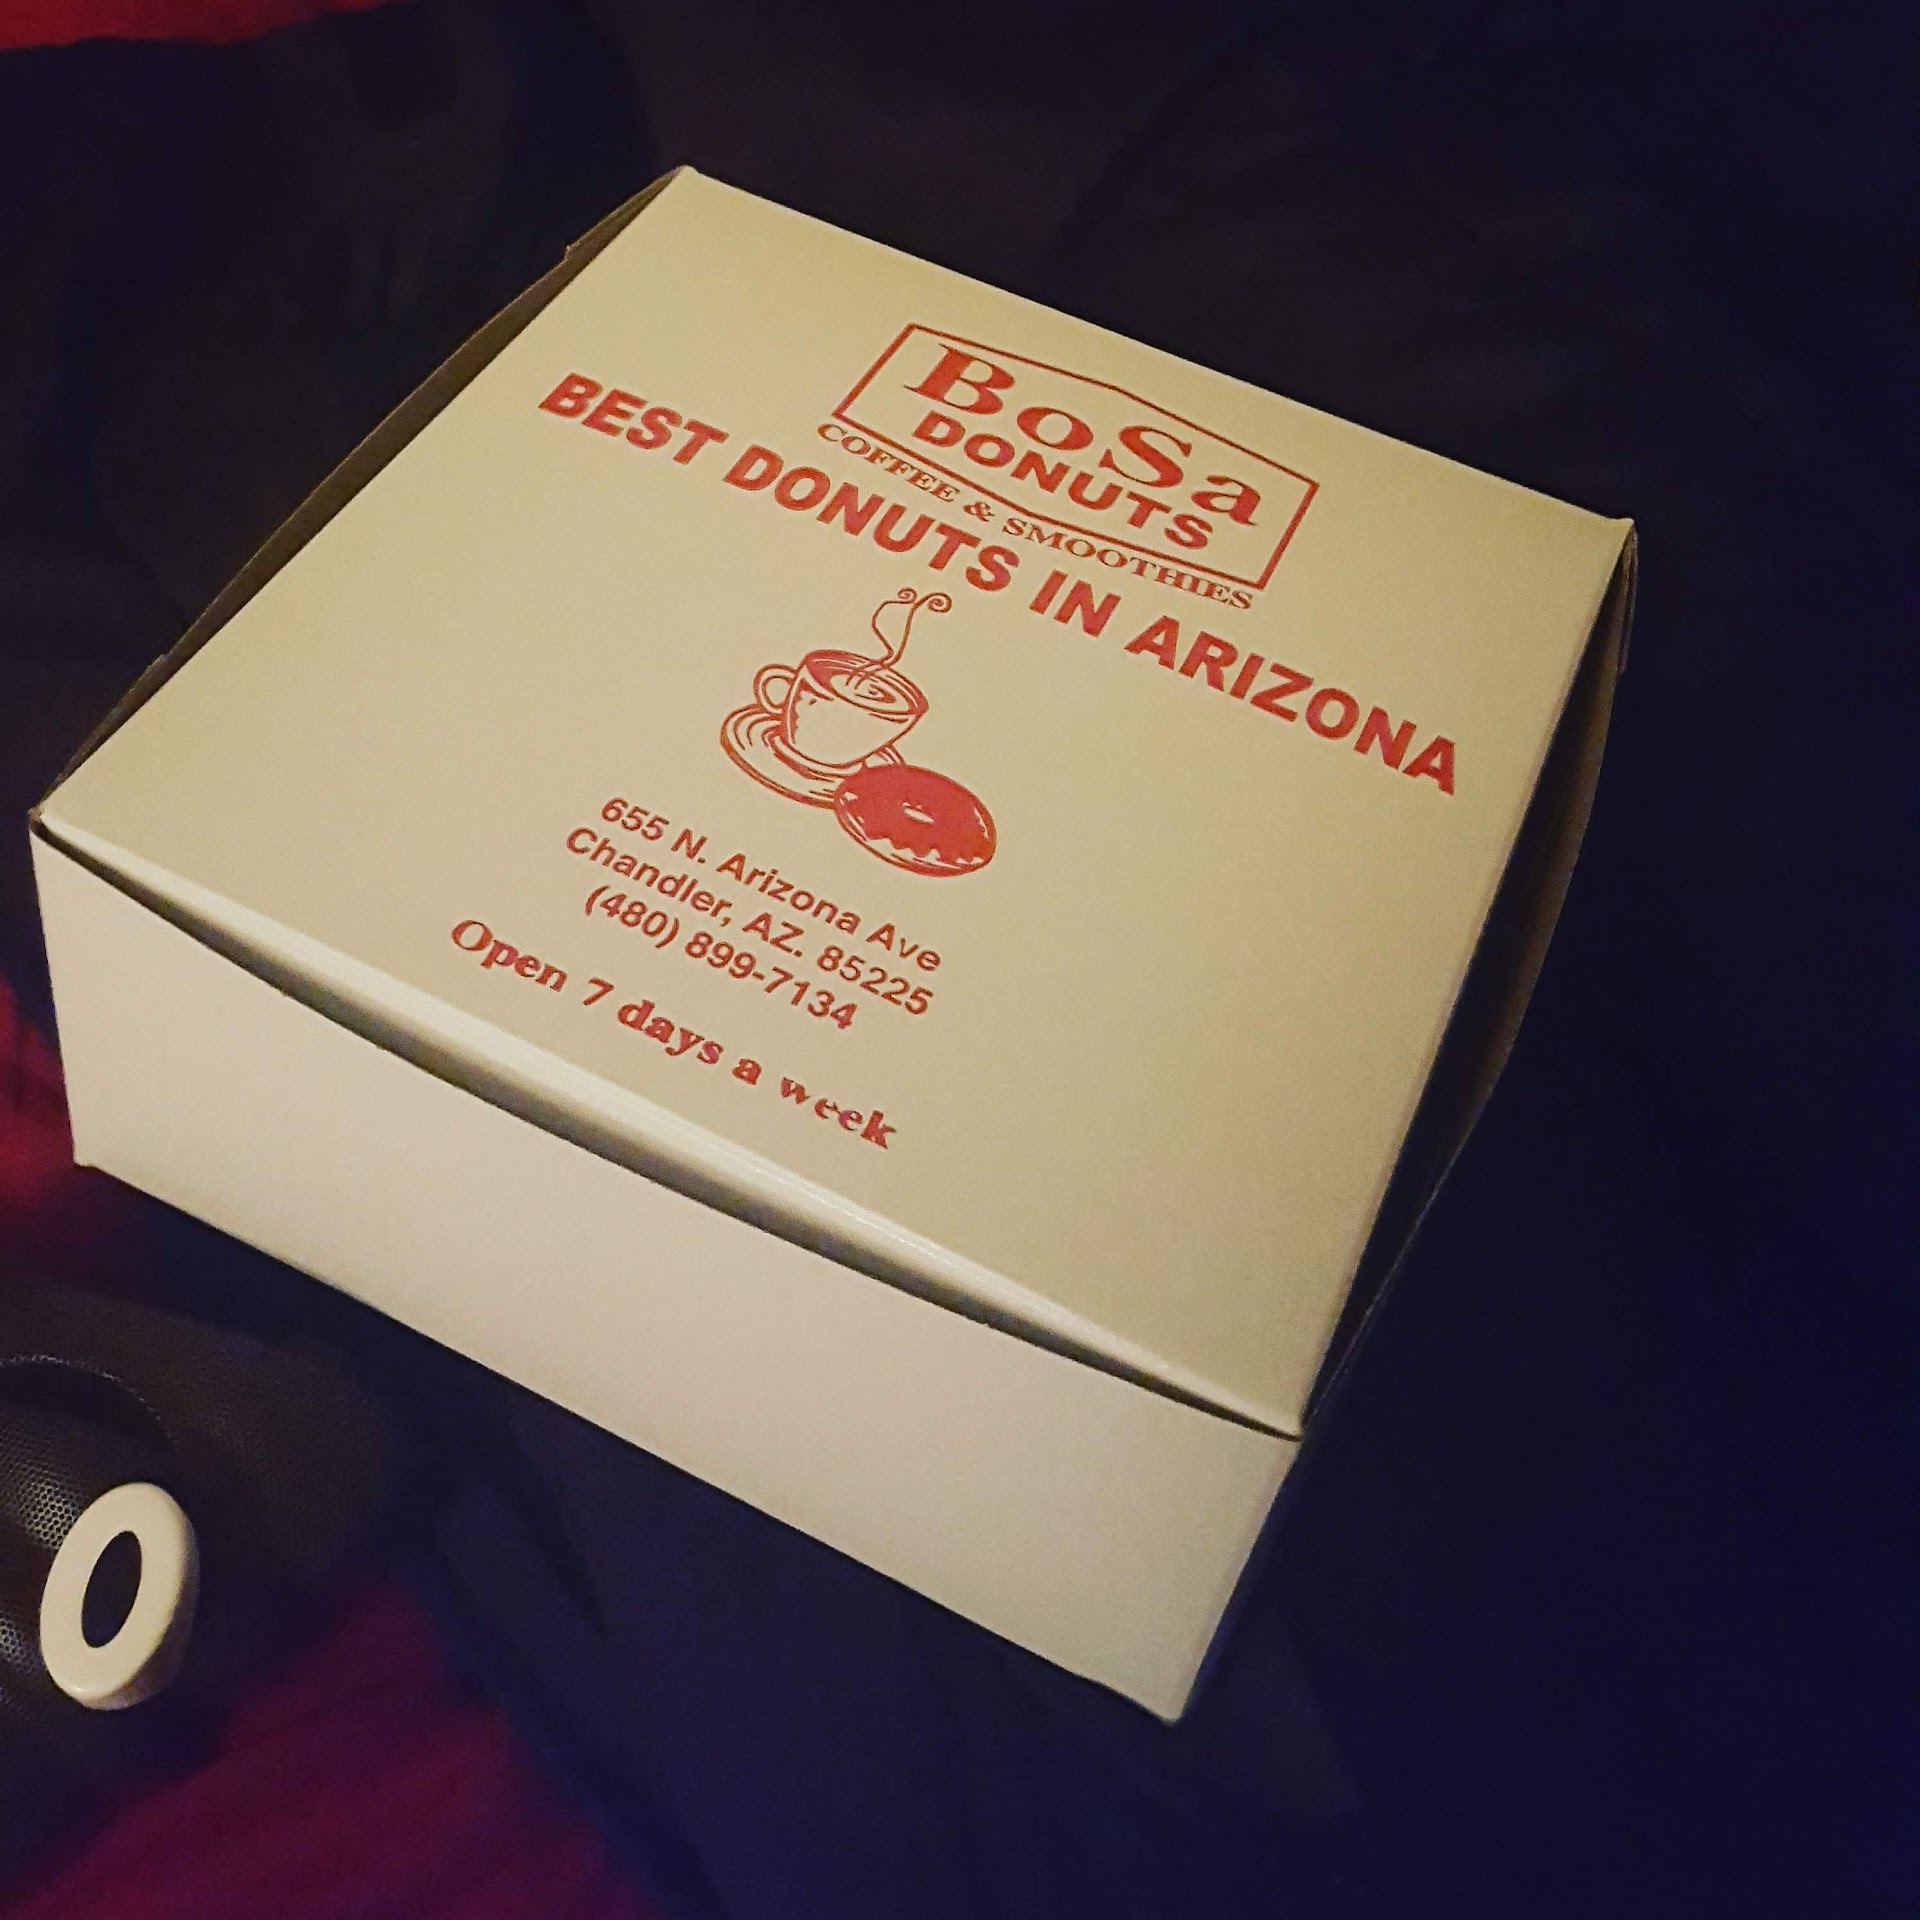 BoSa
DONUTS
COFFEE & SMOOTHIES
BEST DONUTS IN ARIZONA
655 N. Arizona Ave
Chandler, AZ. 85225
(480) 899-7134
Open 7 days a week